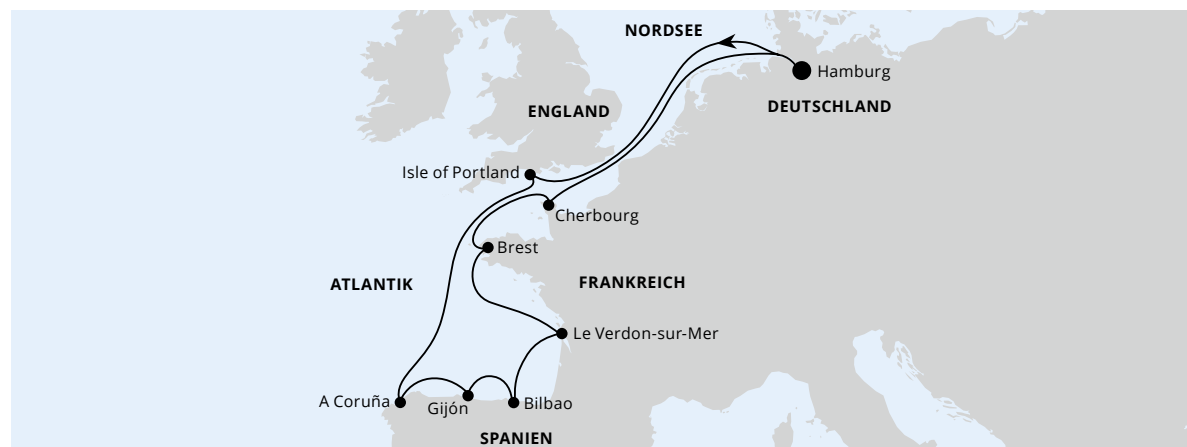 NORDSEE
Hamburg
DEUTSCHLAND
ENGLAND
Isle of Portland
Cherbourg
Brest
ATLANTIK
FRANKREICH
Le Verdon-sur-Mer
A Coruña
Gijón
Bilbao
SPANIEN